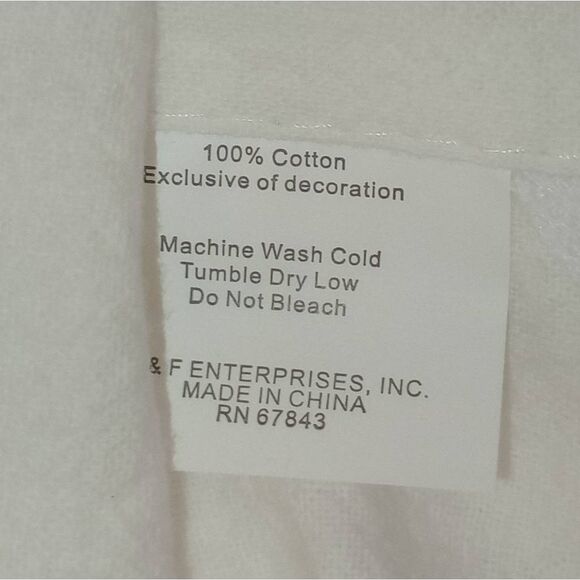 100% Cotton
Exclusive of decoration
Machine Wash Cold
Tumble Dry Low
Do Not Bleach
& F ENTERPRISES, INC.
MADE IN CHINA
RN 67843